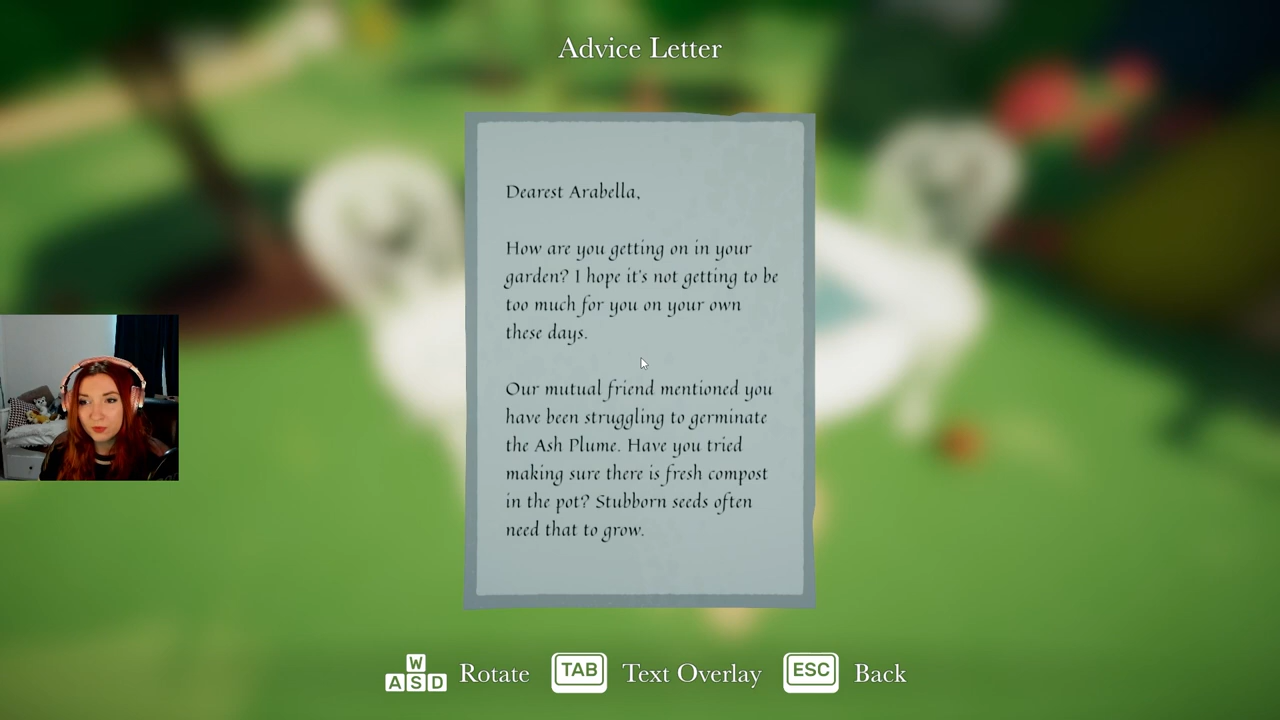 Advice Letter
Dearest Arabella,
How are you getting on in your
garden? I hope it's not getting to be
too much for you on your own
these days.
Our mutual friend mentioned you
have been struggling to germinate
the Ash Plume. Have you tried
making sure there is fresh compost
in the pot? Stubborn seeds often
need that to grow.
W
A S D Rotate TAB Text Overlay ESC Back